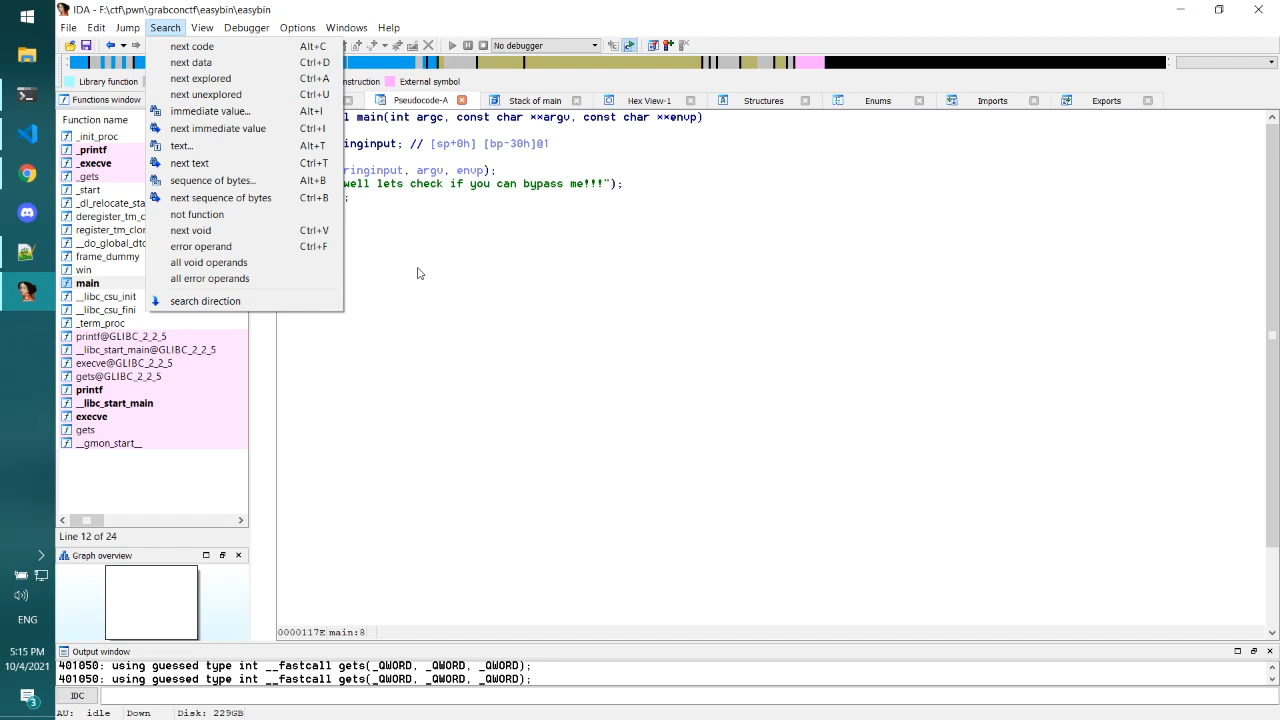 IDA - F:\ctf\pwn\grabconctf\easybin\easybin
File Edit Jump Search View Debugger Options Windows Help
No debugger
Library function
nstruction
External symbol
Functions window
Pseudocode-A
Stack of main
Hex View-1
Structures
Enums
Imports
Exports
Function name
_init_proc
_printf
_execve
_gets
_start
_dl_relocate_sta
deregister_tm_cl
register_tm_clon
__do_global_dto
frame_dummy
win
main
__libc_csu_init
__libc_csu_fini
_term_proc
printf@GLIBC_2_2_5
__libc_start_main@GLIBC_2_2_5
execve@GLIBC_2_2_5
gets@GLIBC_2_2_5
printf
__libc_start_main
execve
gets
__gmon_start__
Line 12 of 24
next code Alt+C
next data Ctrl+D
next explored Ctrl+A
next unexplored Ctrl+U
immediate value... Alt+I
next immediate value Ctrl+I
text... Alt+T
next text Ctrl+T
sequence of bytes... Alt+B
next sequence of bytes Ctrl+B
not function
next void Ctrl+V
error operand Ctrl+F
all void operands
all error operands
search direction
l main(int argc, const char **argv, const char **envp)
inginput; // [sp+0h] [bp-30h]@1
ringinput, argv, envp);
well lets check if you can bypass me!!!");
;
0000117E main:8
Graph overview
Output window
401050: using guessed type int __fastcall gets(_QWORD, _QWORD, _QWORD);
401050: using guessed type int __fastcall gets(_QWORD, _QWORD, _QWORD);
IDC
AU: idle Down Disk: 229GB
ENG
5:15 PM
10/4/2021
3